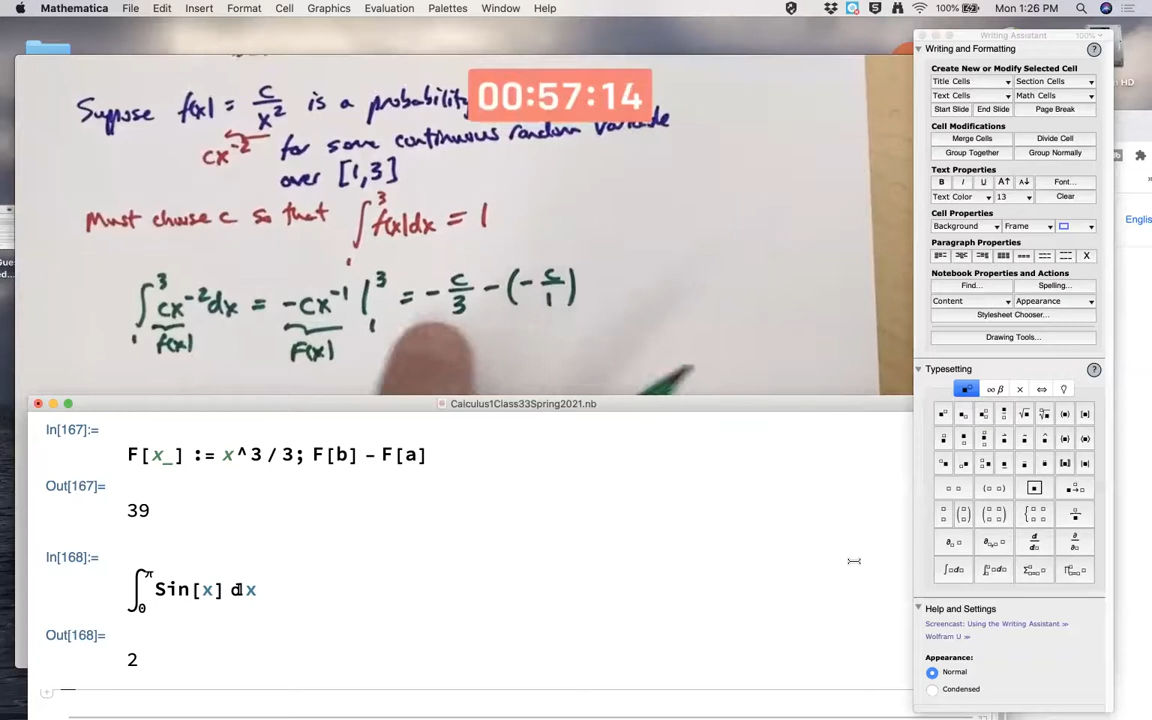 Mathematica File Edit Insert Format Cell Graphics Evaluation Palettes Window Help 100% Mon 1:26 PM
00:57:14
Suppose f(x) = c/x² is a probability
cx⁻² for some continuous random variable
over [1,3]
Must choose c so that ∫₁³ f(x)dx = 1
∫₁³ cx⁻² dx = -cx⁻¹ |₁³ = - c/3 - (- c/1)
f(x) F(x)
Calculus1Class33Spring2021.nb
In[167]:=
F[x_] := x^3/3; F[b] - F[a]
Out[167]=
39
In[168]:=
∫₀^π Sin[x] dx
Out[168]=
2
Writing Assistant 100%
Writing and Formatting ?
Create New or Modify Selected Cell
Title Cells Section Cells
Text Cells Math Cells
Start Slide End Slide Page Break
Cell Modifications
Merge Cells Divide Cell
Group Together Group Normally
Text Properties
B I U A↑ A↓ Font...
Text Color 13 Clear
Cell Properties
Background Frame
Paragraph Properties
X
Notebook Properties and Actions
Find... Spell Check...
Content Appearance
Stylesheet Chooser...
Drawing Tools...
Typesetting ?
∞ β × ⇔
Help and Settings
Screencast: Using the Writing Assistant ≫
Wolfram U ≫
Appearance:
Normal
Condensed
HD
Englis